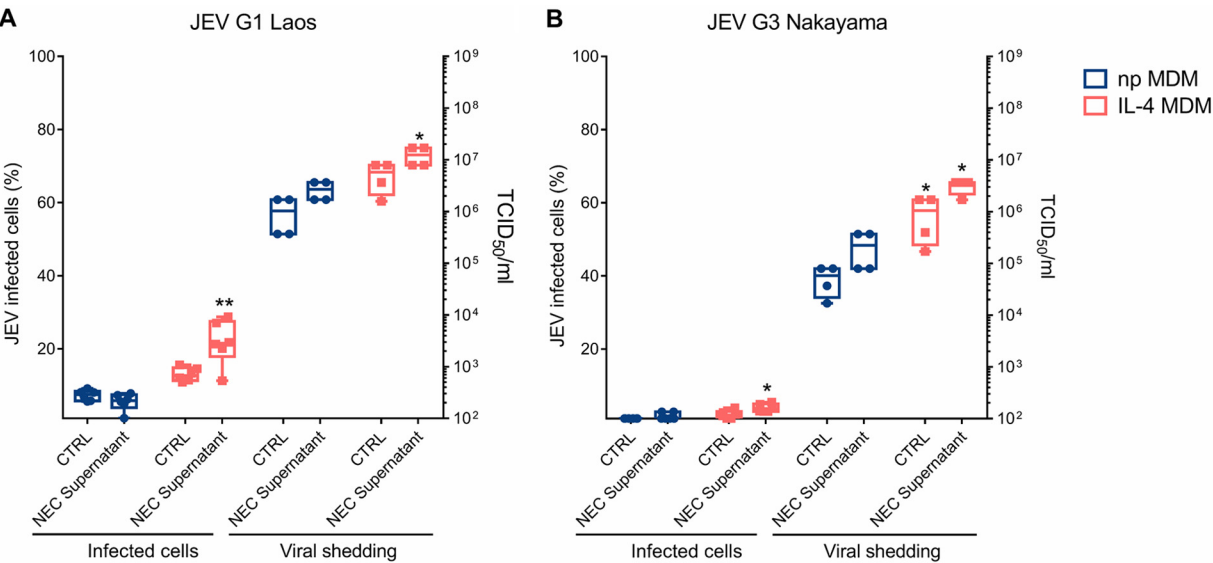 A
JEV G1 Laos
JEV infected cells (%)
100
80
60
40
20
10⁹
10⁸
10⁷
10⁶
10⁵
10⁴
10³
10²
TCID₅₀/ml
**
*
CTRL
NEC Supernatant
CTRL
NEC Supernatant
CTRL
NEC Supernatant
CTRL
NEC Supernatant
Infected cells
Viral shedding
B
JEV G3 Nakayama
JEV infected cells (%)
100
80
60
40
20
10⁹
10⁸
10⁷
10⁶
10⁵
10⁴
10³
10²
TCID₅₀/ml
*
*
*
CTRL
NEC Supernatant
CTRL
NEC Supernatant
CTRL
NEC Supernatant
CTRL
NEC Supernatant
Infected cells
Viral shedding
np MDM
IL-4 MDM